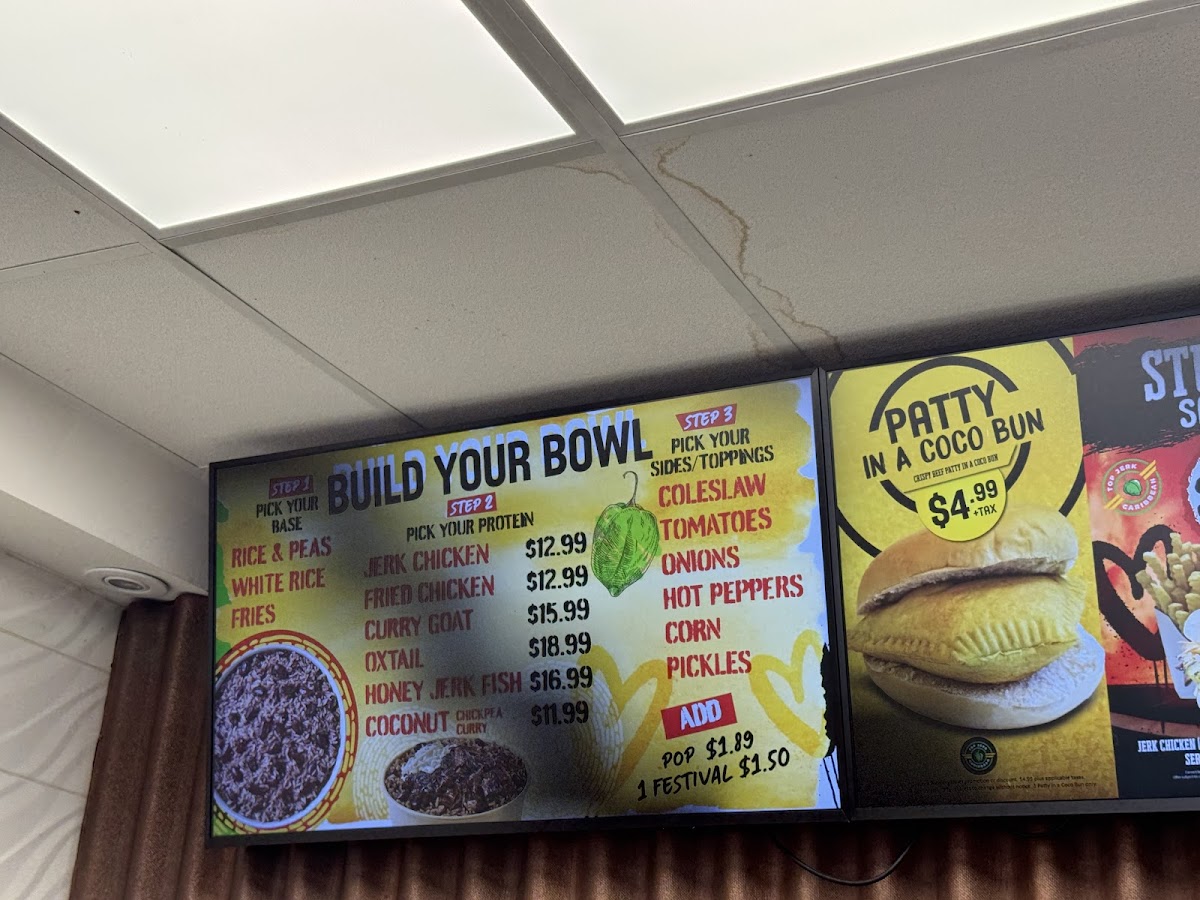 BUILD YOUR BOWL
STEP 1
PICK YOUR
BASE
RICE & PEAS
WHITE RICE
FRIES
STEP 2
PICK YOUR PROTEIN
JERK CHICKEN $12.99
FRIED CHICKEN $12.99
CURRY GOAT $15.99
OXTAIL $18.99
HONEY JERK FISH $16.99
COCONUT CHICKPEA CURRY $11.99
STEP 3
PICK YOUR
SIDES/TOPPINGS
COLESLAW
TOMATOES
ONIONS
HOT PEPPERS
CORN
PICKLES
ADD
POP $1.89
1 FESTIVAL $1.50
PATTY
IN A COCO BUN
CRISPY BEEF PATTY IN A COCO BUN
$4.99
+TAX
TOP JERK
CARIBBEAN
JERK CHICKEN